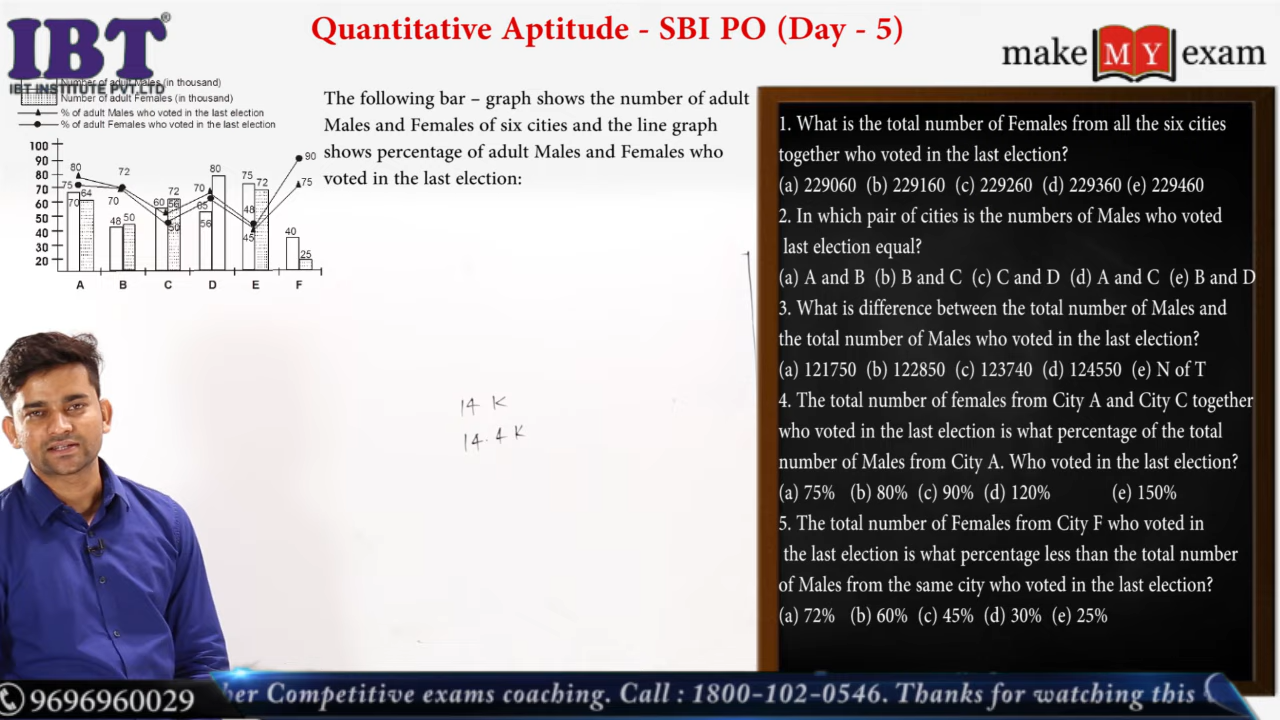 IBT
IBT INSTITUTE PVT.LTD
Quantitative Aptitude - SBI PO (Day - 5)
make MY exam
Number of adult Males (in thousand)
Number of adult Females (in thousand)
% of adult Males who voted in the last election
% of adult Females who voted in the last election
100
90
80
70
60
50
40
30
20
80
75
70
64
72
70
48
50
60
72
56
50
70
80
65
56
75
72
48
45
90
75
40
25
A B C D E F
The following bar – graph shows the number of adult
Males and Females of six cities and the line graph
shows percentage of adult Males and Females who
voted in the last election:
14 K
14.4 K
1. What is the total number of Females from all the six cities
together who voted in the last election?
(a) 229060 (b) 229160 (c) 229260 (d) 229360 (e) 229460
2. In which pair of cities is the numbers of Males who voted
last election equal?
(a) A and B (b) B and C (c) C and D (d) A and C (e) B and D
3. What is difference between the total number of Males and
the total number of Males who voted in the last election?
(a) 121750 (b) 122850 (c) 123740 (d) 124550 (e) N of T
4. The total number of females from City A and City C together
who voted in the last election is what percentage of the total
number of Males from City A. Who voted in the last election?
(a) 75% (b) 80% (c) 90% (d) 120% (e) 150%
5. The total number of Females from City F who voted in
the last election is what percentage less than the total number
of Males from the same city who voted in the last election?
(a) 72% (b) 60% (c) 45% (d) 30% (e) 25%
9696960029
her Competitive exams coaching. Call : 1800-102-0546. Thanks for watching this